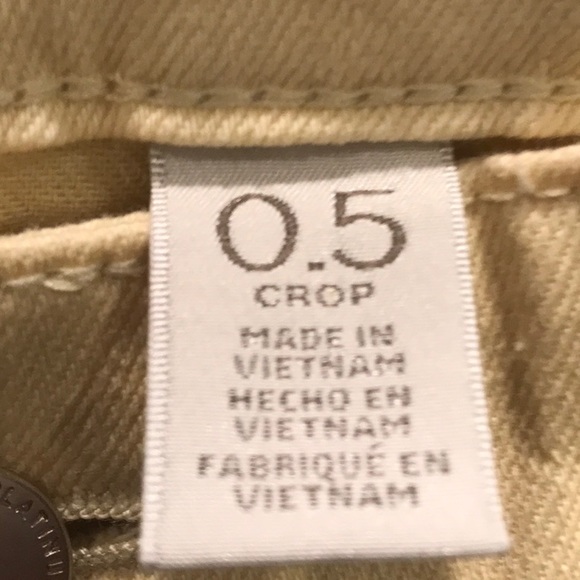 0.5
CROP
MADE IN
VIETNAM
HECHO EN
VIETNAM
FABRIQUÉ EN
VIETNAM